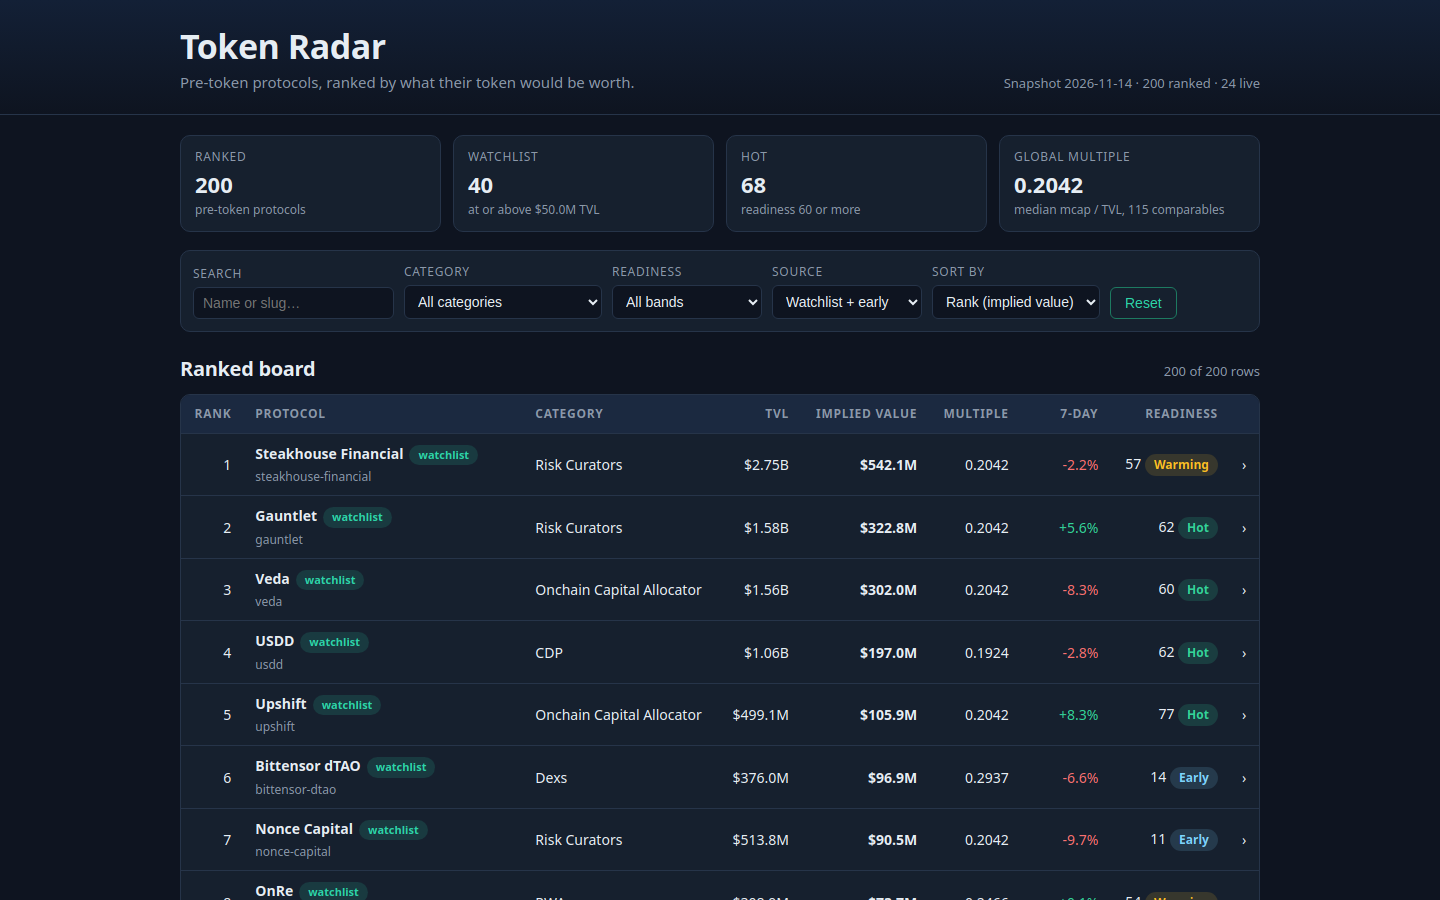 Token Radar
Pre-token protocols, ranked by what their token would be worth.
Snapshot 2026-11-14 · 200 ranked · 24 live
RANKED
200
pre-token protocols
WATCHLIST
40
at or above $50.0M TVL
HOT
68
readiness 60 or more
GLOBAL MULTIPLE
0.2042
median mcap / TVL, 115 comparables
SEARCH CATEGORY READINESS SOURCE SORT BY
Name or slug… All categories All bands Watchlist + early Rank (implied value) Reset
Ranked board
200 of 200 rows
RANK PROTOCOL CATEGORY TVL IMPLIED VALUE MULTIPLE 7-DAY READINESS
1 Steakhouse Financial watchlist Risk Curators $2.75B $542.1M 0.2042 -2.2% 57 Warming ›
steakhouse-financial
2 Gauntlet watchlist Risk Curators $1.58B $322.8M 0.2042 +5.6% 62 Hot ›
gauntlet
3 Veda watchlist Onchain Capital Allocator $1.56B $302.0M 0.2042 -8.3% 60 Hot ›
veda
4 USDD watchlist CDP $1.06B $197.0M 0.1924 -2.8% 62 Hot ›
usdd
5 Upshift watchlist Onchain Capital Allocator $499.1M $105.9M 0.2042 +8.3% 77 Hot ›
upshift
6 Bittensor dTAO watchlist Dexs $376.0M $96.9M 0.2937 -6.6% 14 Early ›
bittensor-dtao
7 Nonce Capital watchlist Risk Curators $513.8M $90.5M 0.2042 -9.7% 11 Early ›
nonce-capital
OnRe watchlist